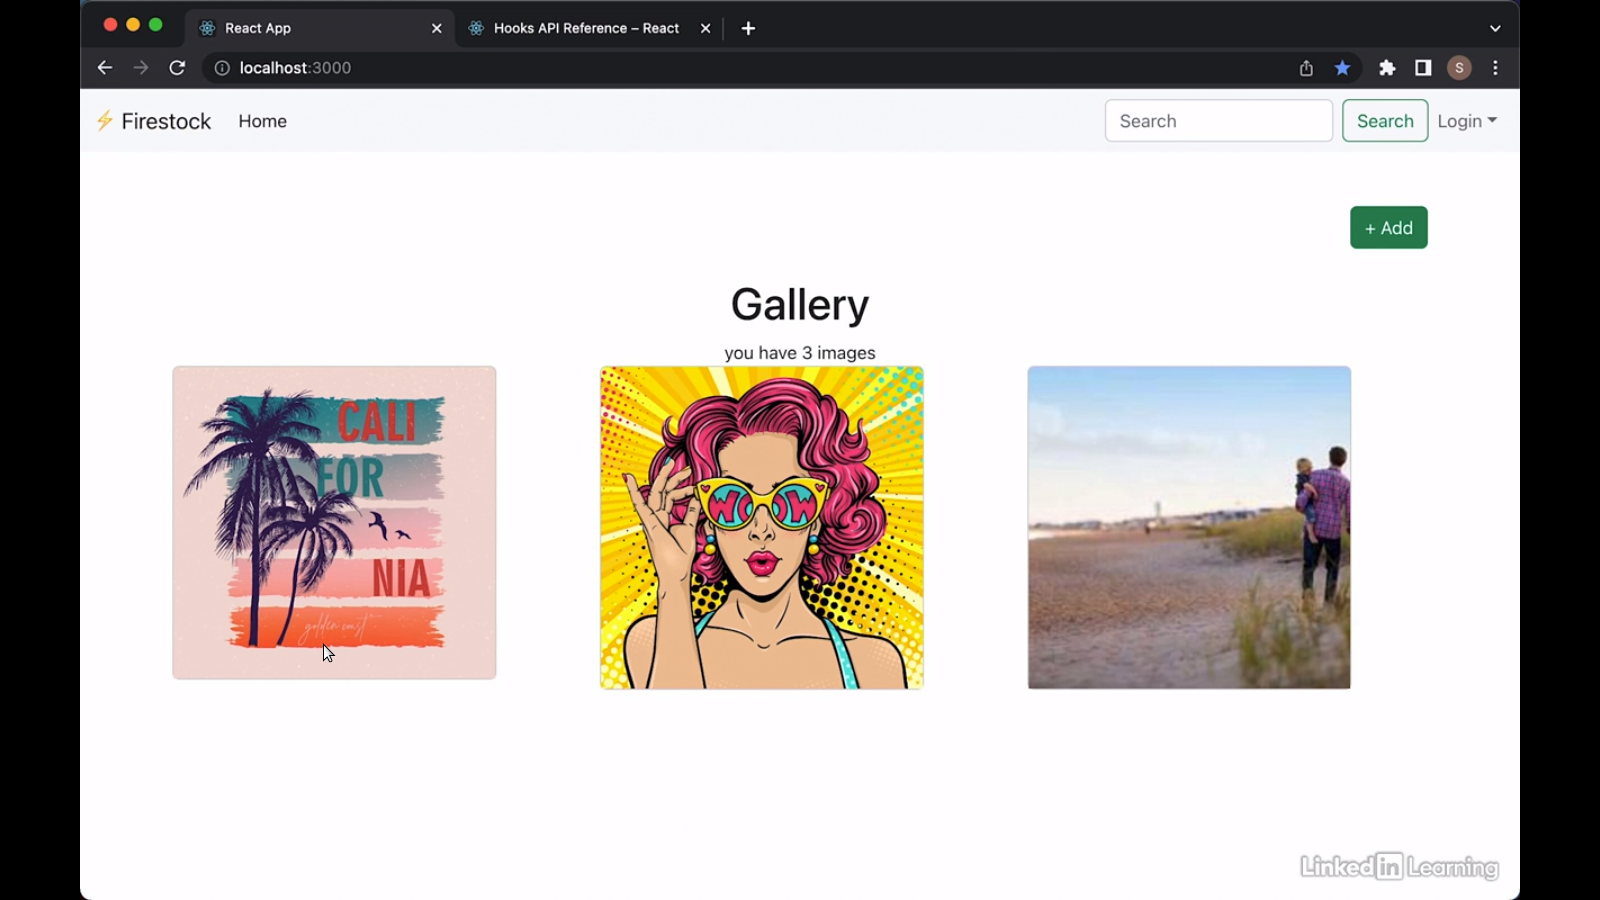 React App
Hooks API Reference – React
localhost:3000
S
⚡ Firestock
Home
Search
Search
Login
+ Add
Gallery
you have 3 images
CALI
FOR
NIA
golden coast
WOW
Linked in Learning